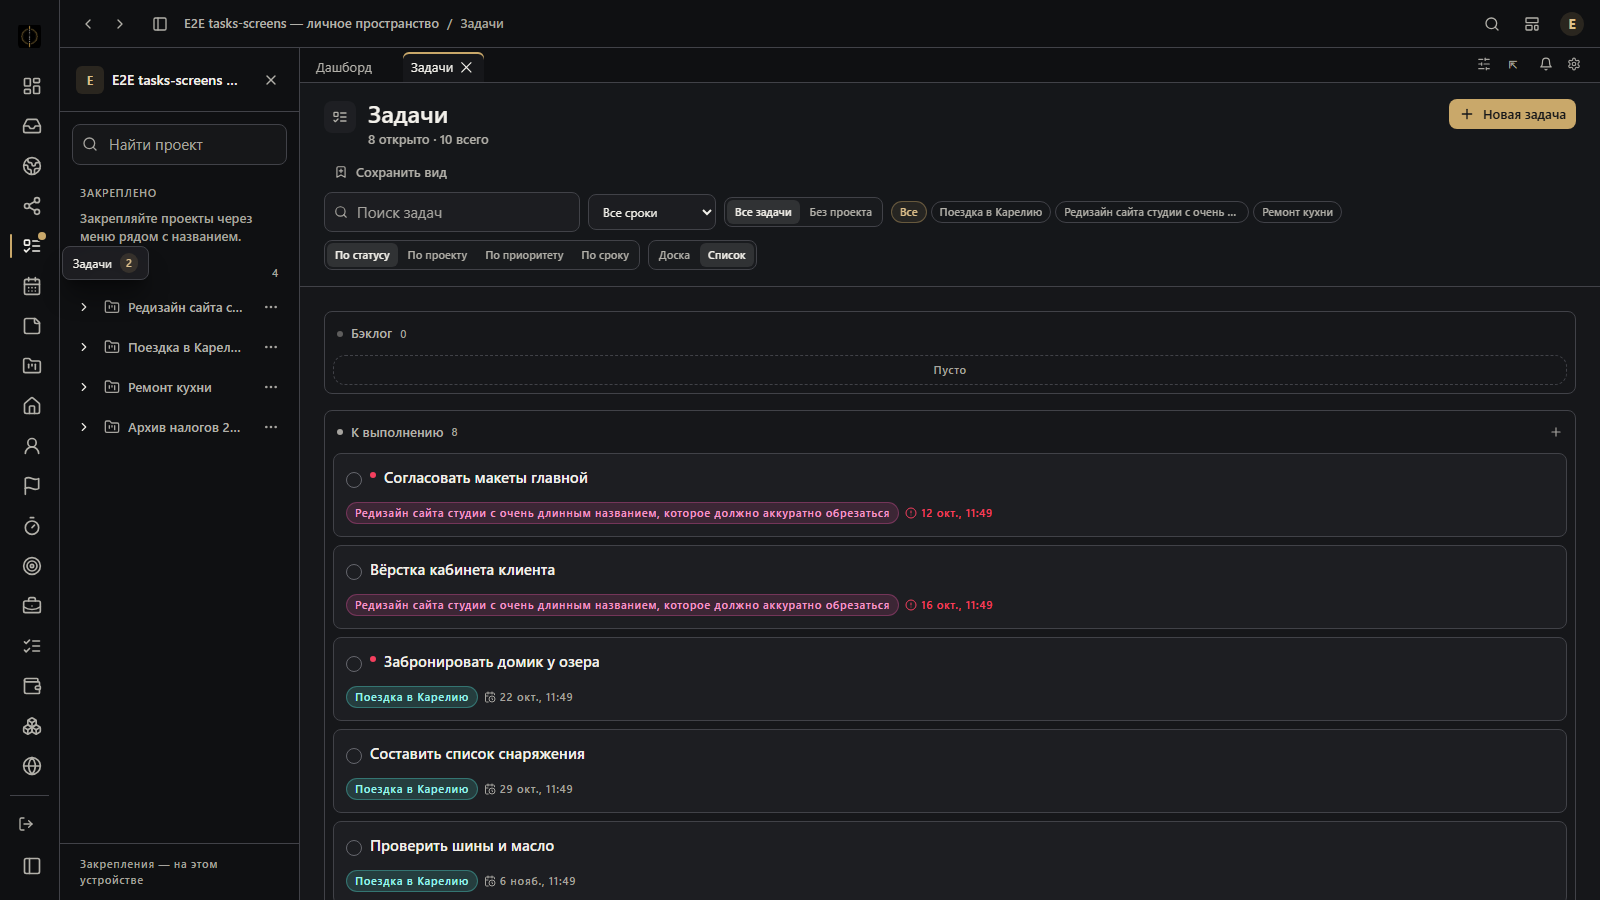 E2E tasks-screens — личное пространство / Задачи
E
E
E2E tasks-screens ...
Найти проект
ЗАКРЕПЛЕНО
Закрепляйте проекты через
меню рядом с названием.
Задачи 2
4
Редизайн сайта с...
Поездка в Карел...
Ремонт кухни
Архив налогов 2...
Закрепления — на этом
устройстве
Дашборд
Задачи
Задачи
8 открыто · 10 всего
Новая задача
Сохранить вид
Поиск задач
Все сроки
Все задачи Без проекта
Все
Поездка в Карелию
Редизайн сайта студии с очень ...
Ремонт кухни
По статусу По проекту По приоритету По сроку
Доска Список
Бэклог 0
Пусто
К выполнению 8
Согласовать макеты главной
Редизайн сайта студии с очень длинным названием, которое должно аккуратно обрезаться 12 окт., 11:49
Вёрстка кабинета клиента
Редизайн сайта студии с очень длинным названием, которое должно аккуратно обрезаться 16 окт., 11:49
Забронировать домик у озера
Поездка в Карелию 22 окт., 11:49
Составить список снаряжения
Поездка в Карелию 29 окт., 11:49
Проверить шины и масло
Поездка в Карелию 6 нояб., 11:49